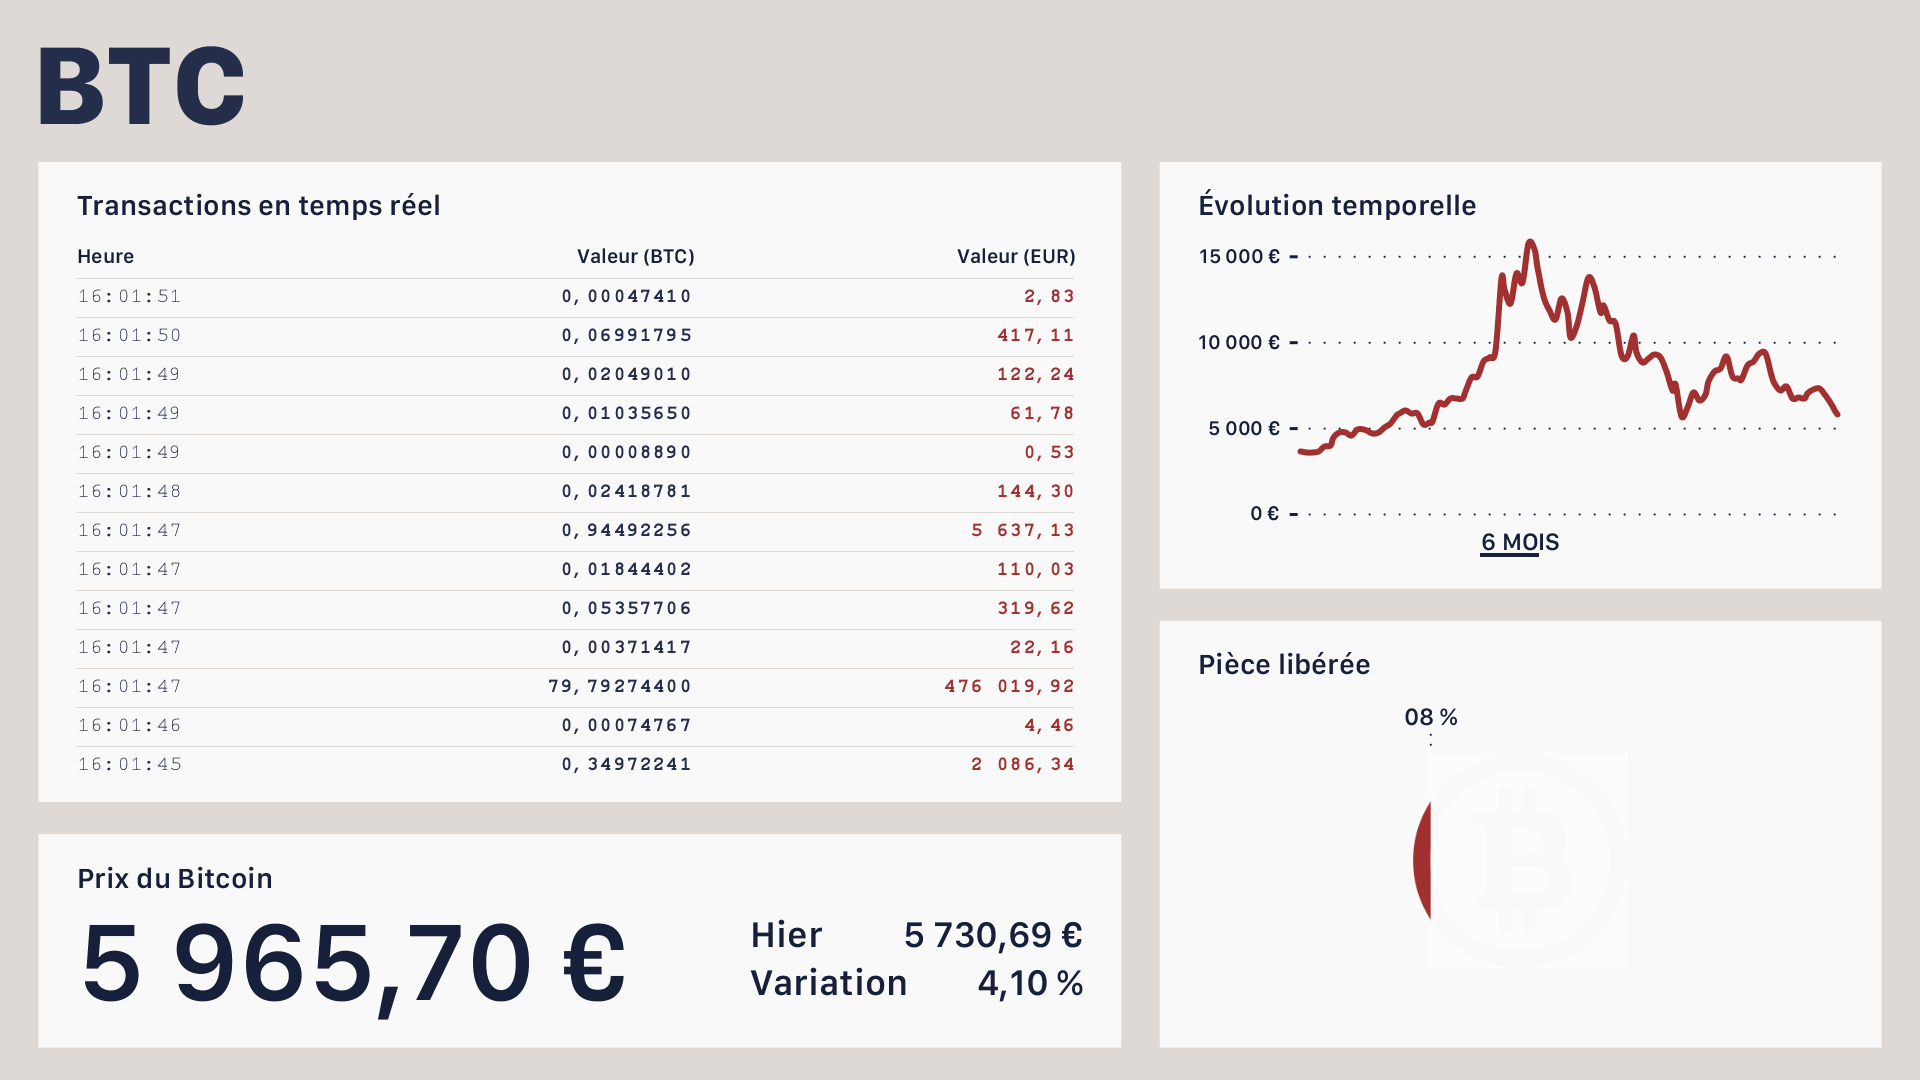 BTC
Transactions en temps réel
Heure Valeur (BTC) Valeur (EUR)
16:01:51 0,00047410 2,83
16:01:50 0,06991795 417,11
16:01:49 0,02049010 122,24
16:01:49 0,01035650 61,78
16:01:49 0,00008890 0,53
16:01:48 0,02418781 144,30
16:01:47 0,94492256 5 637,13
16:01:47 0,01844402 110,03
16:01:47 0,05357706 319,62
16:01:47 0,00371417 22,16
16:01:47 79,79274400 476 019,92
16:01:46 0,00074767 4,46
16:01:45 0,34972241 2 086,34
Prix du Bitcoin
5 965,70 €
Hier 5 730,69 €
Variation 4,10 %
Évolution temporelle
15 000 €
10 000 €
5 000 €
0 €
6 MOIS
Pièce libérée
08 %